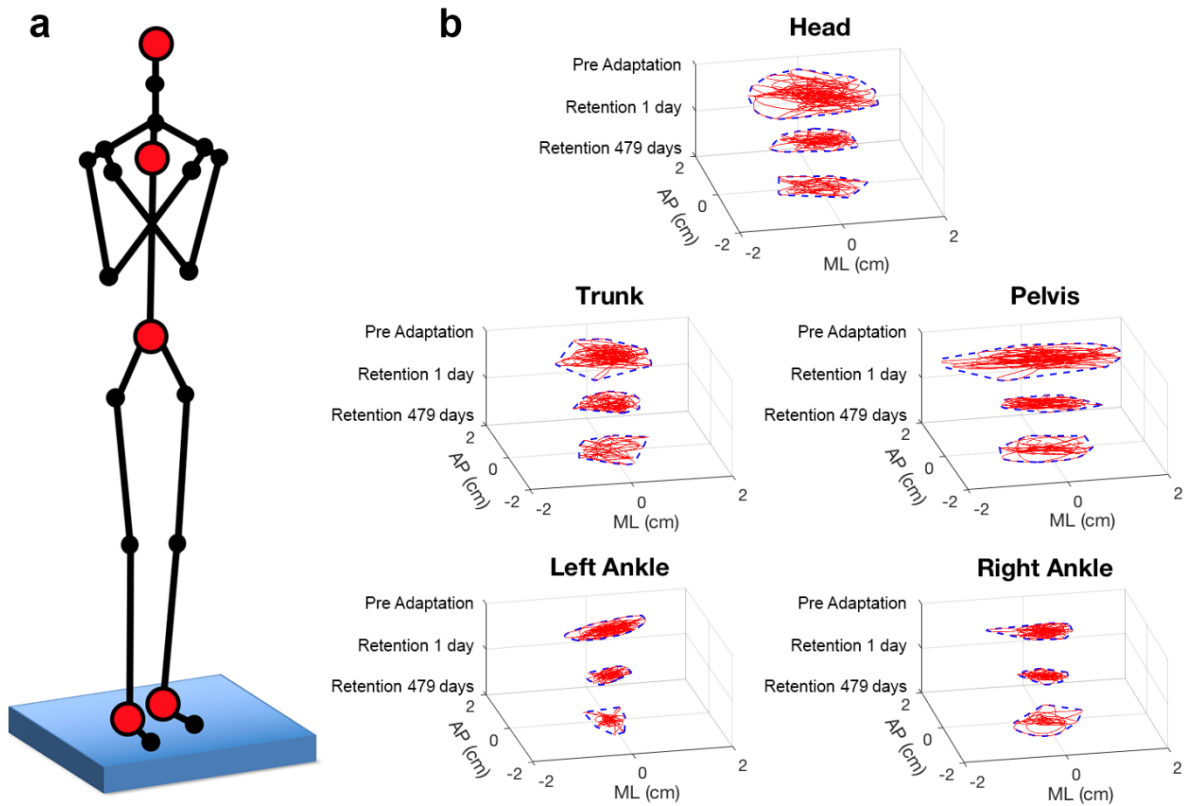 a
b
Head
Pre Adaptation
Retention 1 day
Retention 479 days
2
0
-2
AP (cm)
-2
0
2
ML (cm)
Trunk
Pre Adaptation
Retention 1 day
Retention 479 days
2
0
-2
AP (cm)
-2
0
2
ML (cm)
Pelvis
Pre Adaptation
Retention 1 day
Retention 479 days
2
0
-2
AP (cm)
-2
0
2
ML (cm)
Left Ankle
Pre Adaptation
Retention 1 day
Retention 479 days
2
0
-2
AP (cm)
-2
0
2
ML (cm)
Right Ankle
Pre Adaptation
Retention 1 day
Retention 479 days
2
0
-2
AP (cm)
-2
0
2
ML (cm)